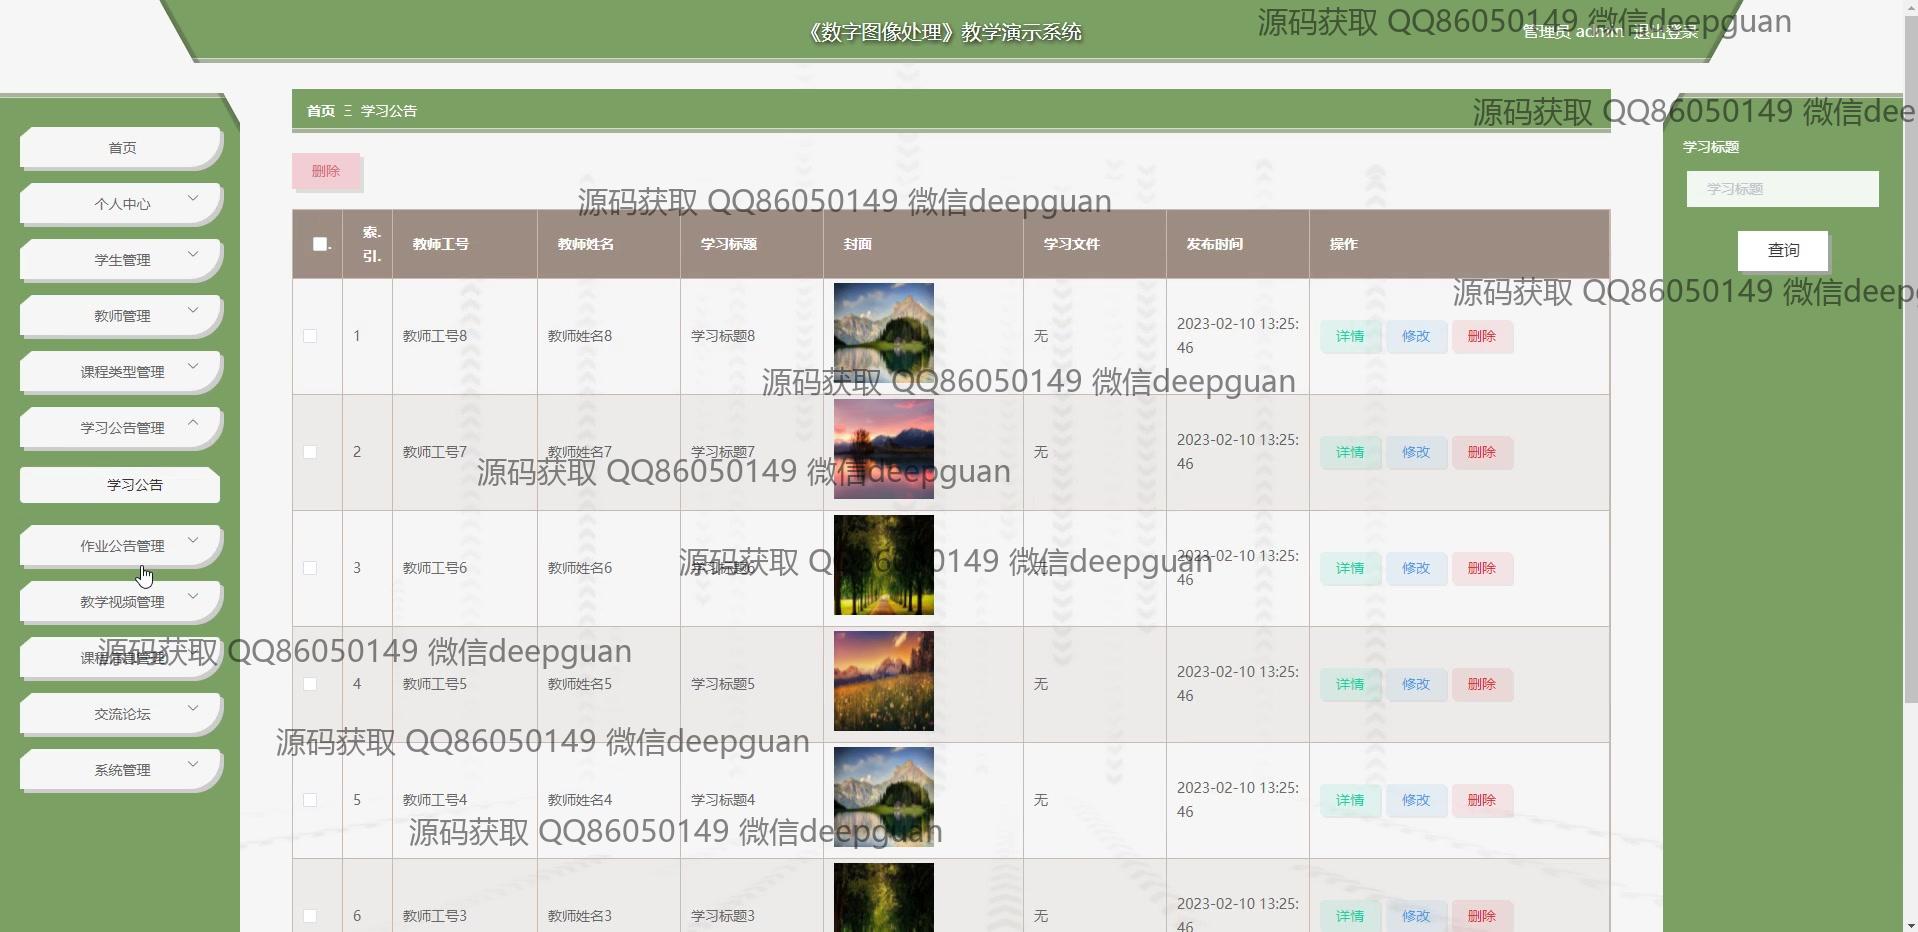 《数字图像处理》教学演示系统
源码获取 QQ86050149 微信deepguan
管理员 admin 退出登录
首页 Ξ 学习公告
源码获取 QQ86050149 微信dee
首页
个人中心
学生管理
教师管理
课程类型管理
学习公告管理
学习公告
作业公告管理
教学视频管理
课程信息管理
交流论坛
系统管理
删除
源码获取 QQ86050149 微信deepguan
索. 引. 教师工号 教师姓名 学习标题 封面 学习文件 发布时间 操作
1 教师工号8 教师姓名8 学习标题8 无 2023-02-10 13:25:46 详情 修改 删除
源码获取 QQ86050149 微信deepguan
2 教师工号7 教师姓名7 学习标题7 无 2023-02-10 13:25:46 详情 修改 删除
源码获取 QQ86050149 微信deepguan
3 教师工号6 教师姓名6 学习标题6 无 2023-02-10 13:25:46 详情 修改 删除
源码获取 QQ86050149 微信deepguan
源码获取 QQ86050149 微信deepguan
4 教师工号5 教师姓名5 学习标题5 无 2023-02-10 13:25:46 详情 修改 删除
源码获取 QQ86050149 微信deepguan
5 教师工号4 教师姓名4 学习标题4 无 2023-02-10 13:25:46 详情 修改 删除
源码获取 QQ86050149 微信deepguan
6 教师工号3 教师姓名3 学习标题3 无 2023-02-10 13:25:46 详情 修改 删除
学习标题
学习标题
查询
源码获取 QQ86050149 微信deep